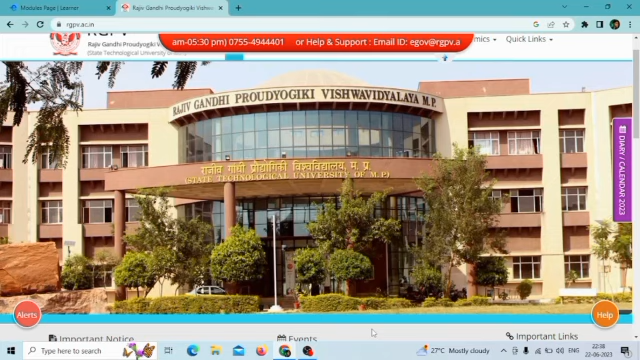 Modules Page | Learner
Rajiv Gandhi Proudyogiki Vishw
rgpv.ac.in
Rajiv Gandhi Proudyogiki V
(State Technological University of
am-05:30 pm) 0755-4944401 or Help & Support : Email ID: egov@rgpv.a
mics
Quick Links
RAJIV GANDHI PROUDYOGIKI VISHWAVIDYALAYA M.P.
राजीव गाँधी प्रौद्योगिकी विश्वविद्यालय, म. प्र.
(STATE TECHNOLOGICAL UNIVERSITY OF M.P)
DIARY / CALENDAR 2023
Alerts
Help
Important Notice
Events
Important Links
Type here to search
27°C Mostly cloudy
ENG
22:38
22-06-2023